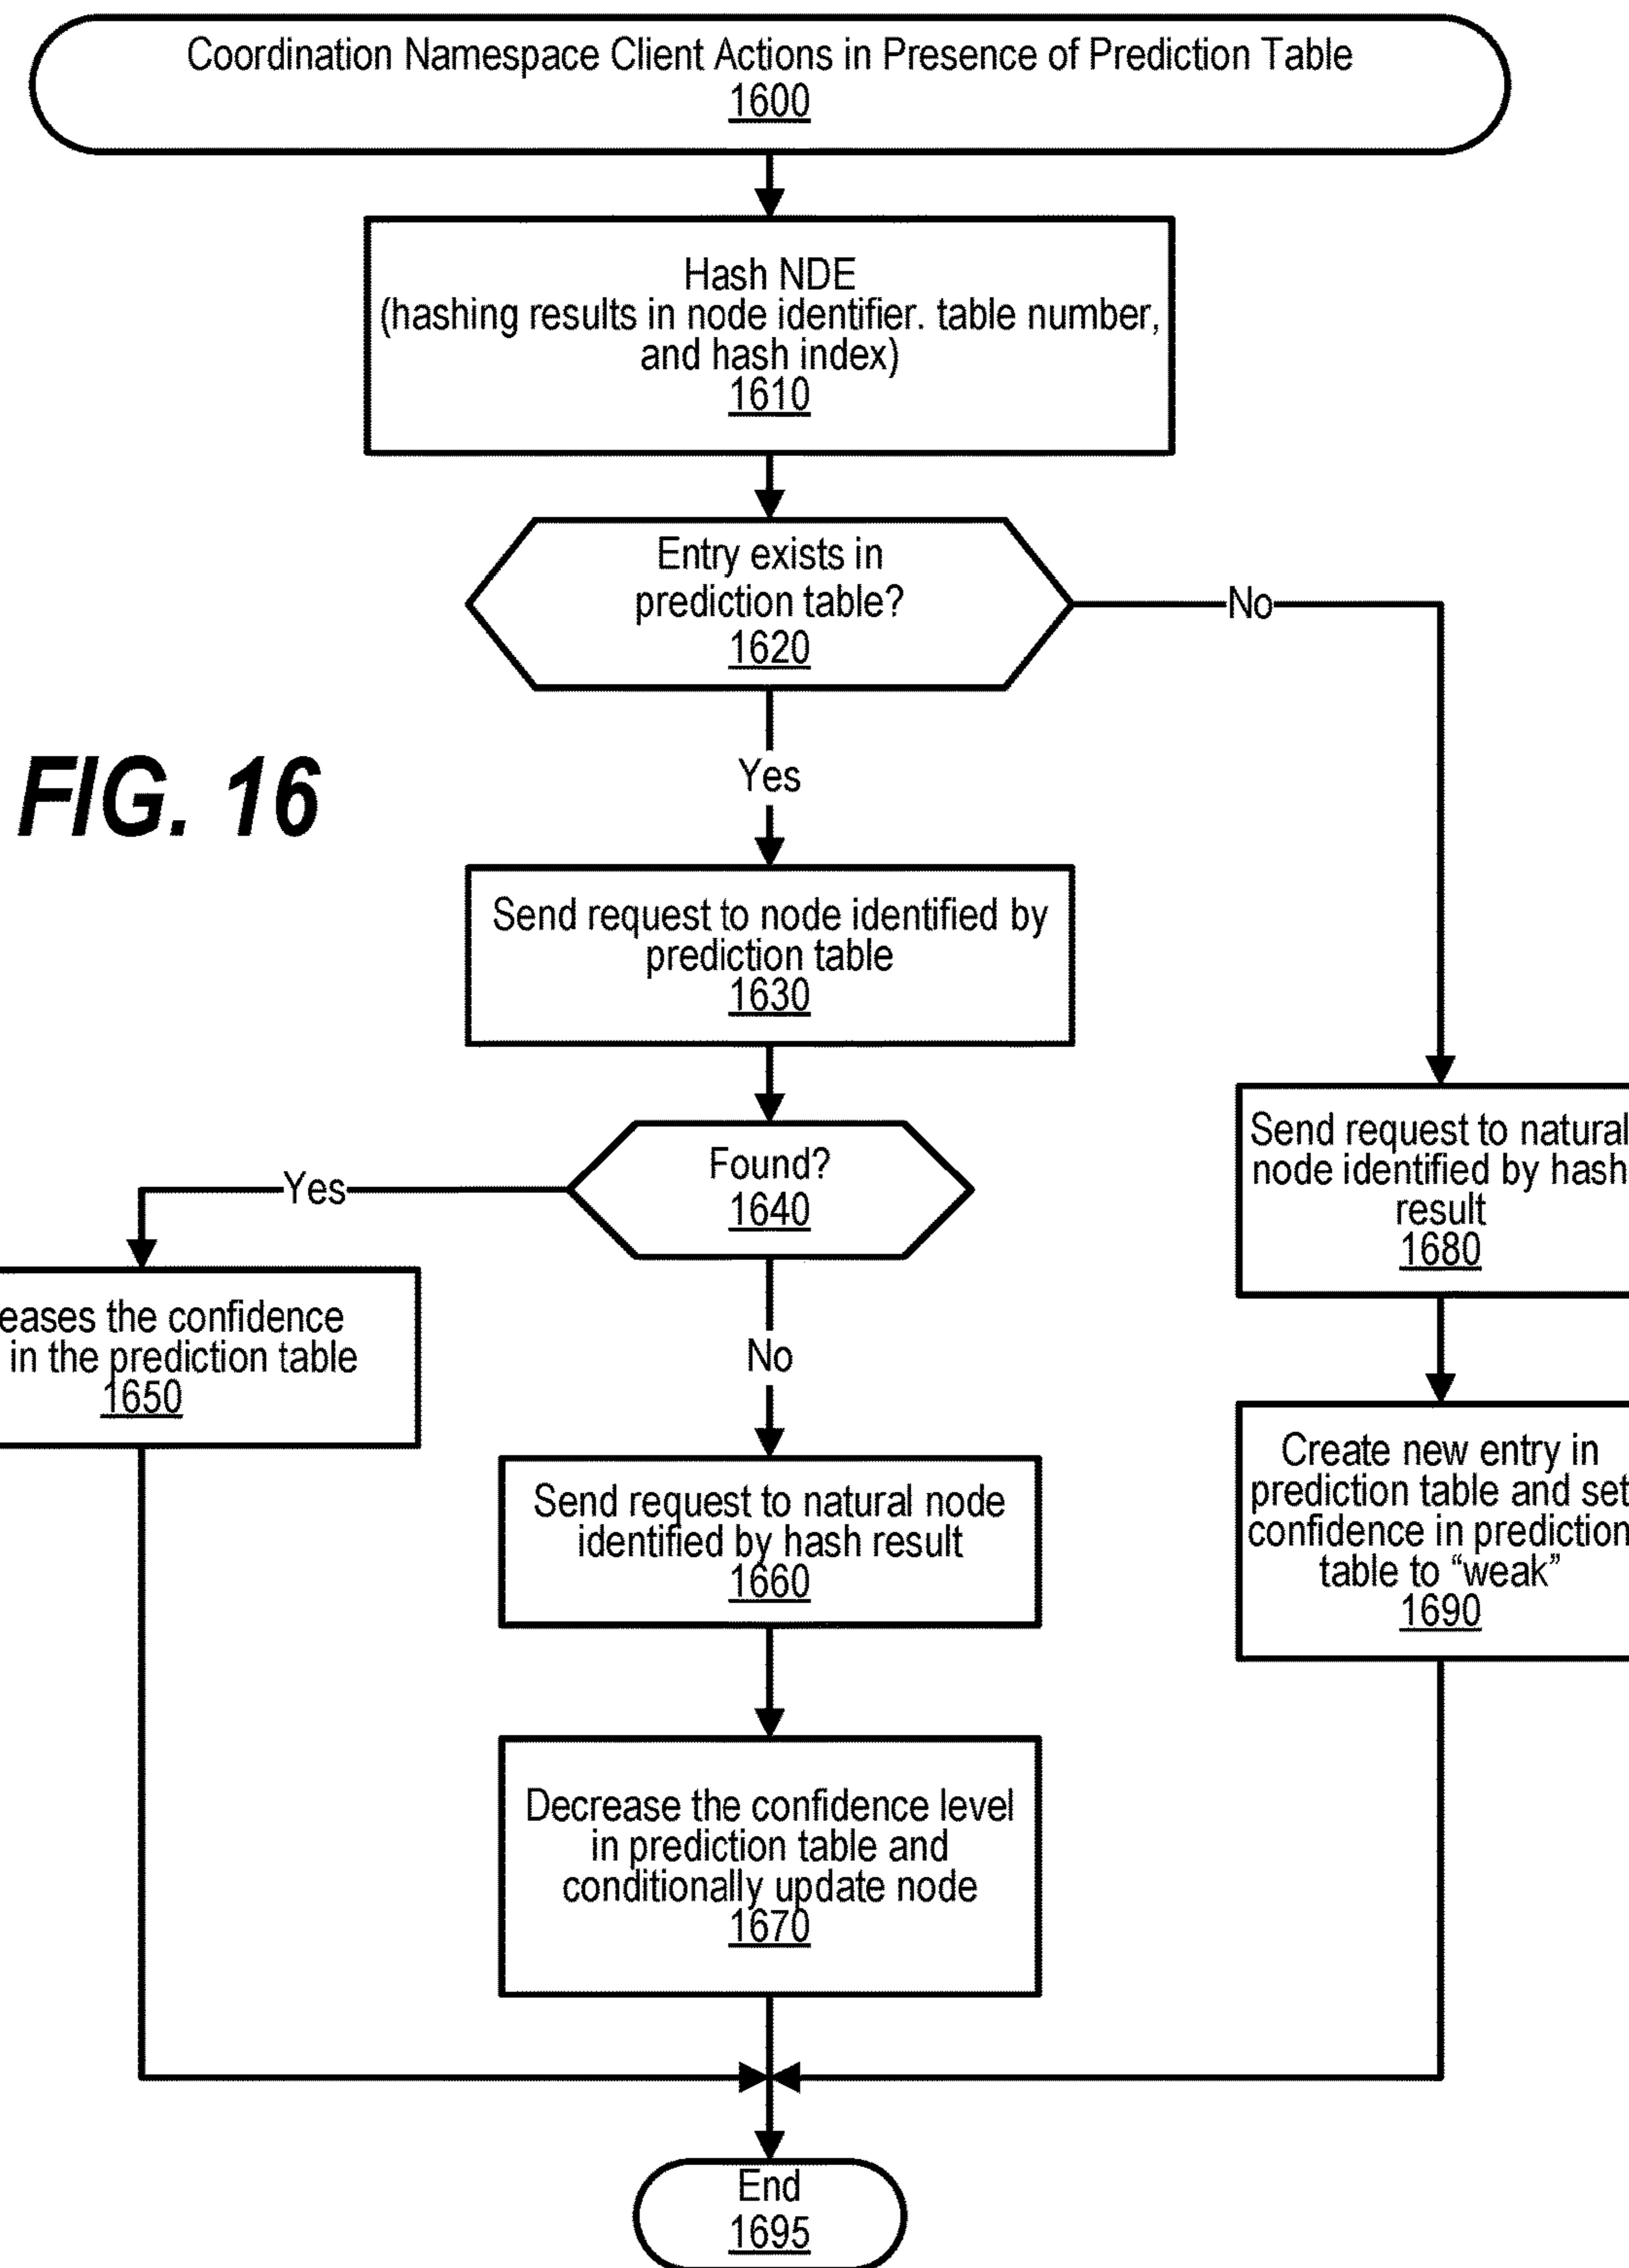 Coordination Namespace Client Actions in Presence of Prediction Table
1600
Hash NDE
(hashing results in node identifier. table number,
and hash index)
1610
Entry exists in
prediction table?
1620
No
Yes
FIG. 16
Send request to node identified by
prediction table
1630
Found?
1640
Yes
No
Send request to natural
node identified by hash
result
1680
the confidence
in the prediction table
1650
Create new entry in
prediction table and set
confidence in prediction
table to “weak”
1690
Send request to natural node
identified by hash result
1660
Decrease the confidence level
in prediction table and
conditionally update node
1670
End
1695